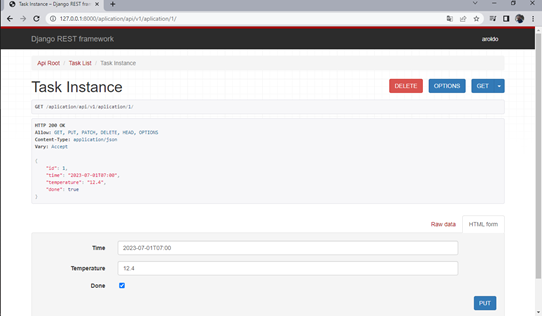 Task Instance – Django REST fram
127.0.0.1:8000/aplication/api/v1/aplication/1/
Django REST framework
aroldo
Api Root / Task List / Task Instance
Task Instance
DELETE
OPTIONS
GET
GET /aplication/api/v1/aplication/1/
HTTP 200 OK
Allow: GET, PUT, PATCH, DELETE, HEAD, OPTIONS
Content-Type: application/json
Vary: Accept
{
"id": 1,
"time": "2023-07-01T07:00",
"temperature": "12.4",
"done": true
}
Raw data
HTML form
Time
2023-07-01T07:00
Temperature
12.4
Done
PUT